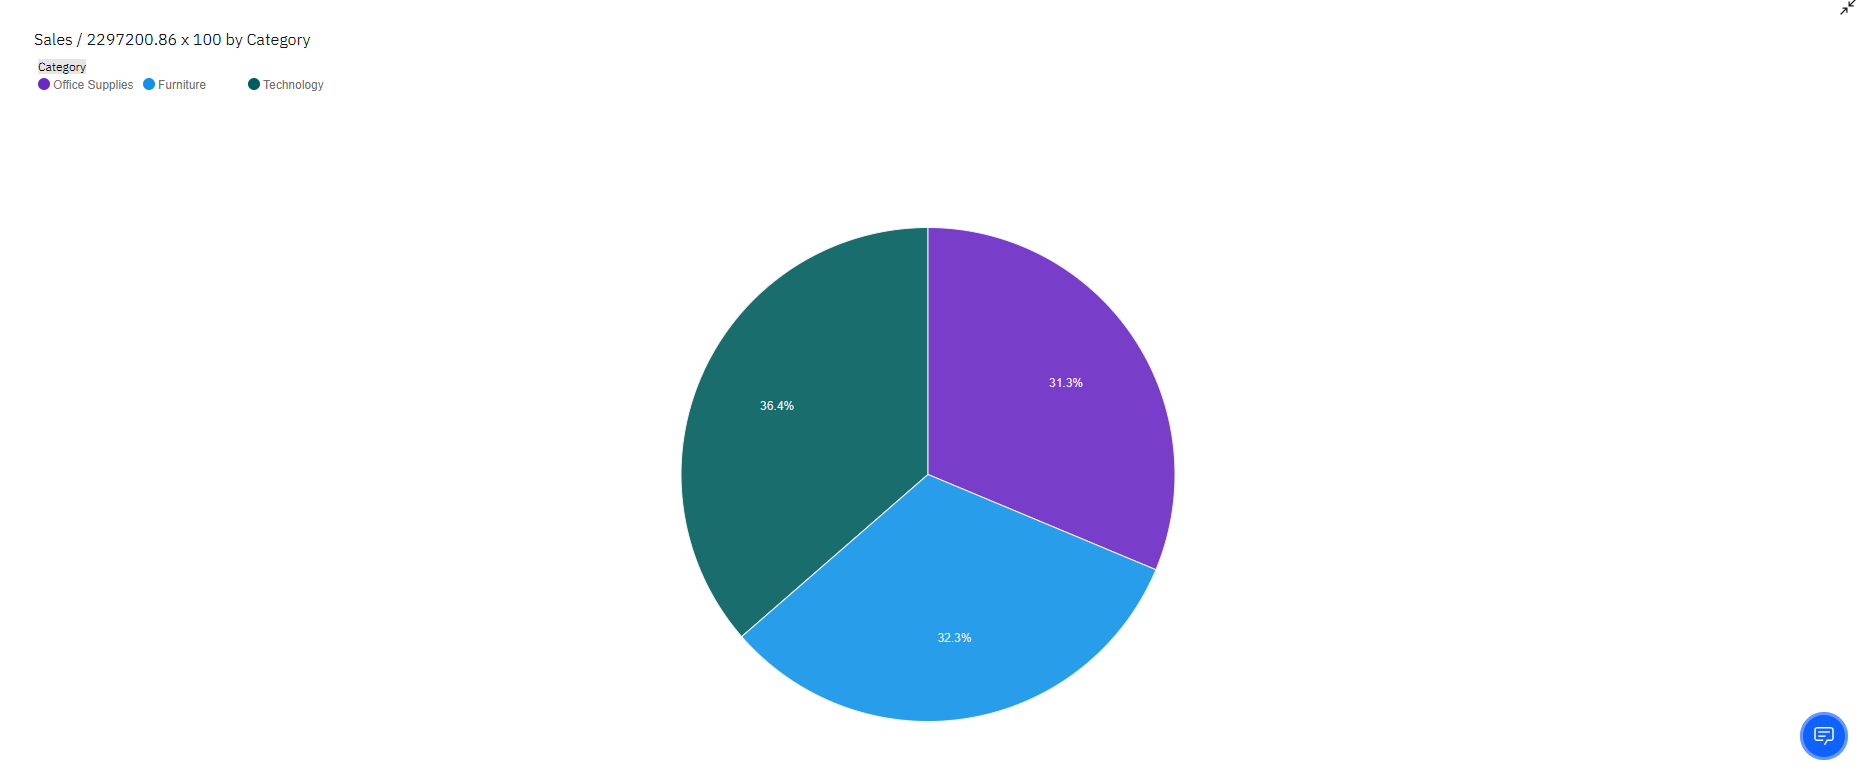 Sales / 2297200.86 x 100 by Category
Category
Office Supplies Furniture Technology
31.3%
36.4%
32.3%